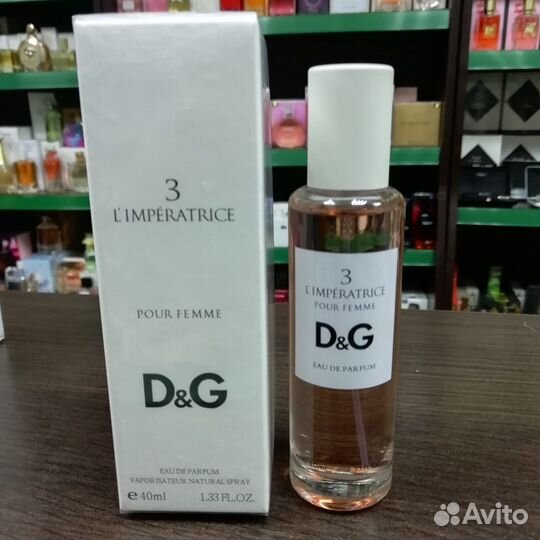 3
L'IMPÉRATRICE
POUR FEMME
D&G
EAU DE PARFUM
VAPORISATEUR NATURAL SPRAY
e 40ml 1.33 FL.OZ.
3
L'IMPÉRATRICE
POUR FEMME
D&G
EAU DE PARFUM
Avito